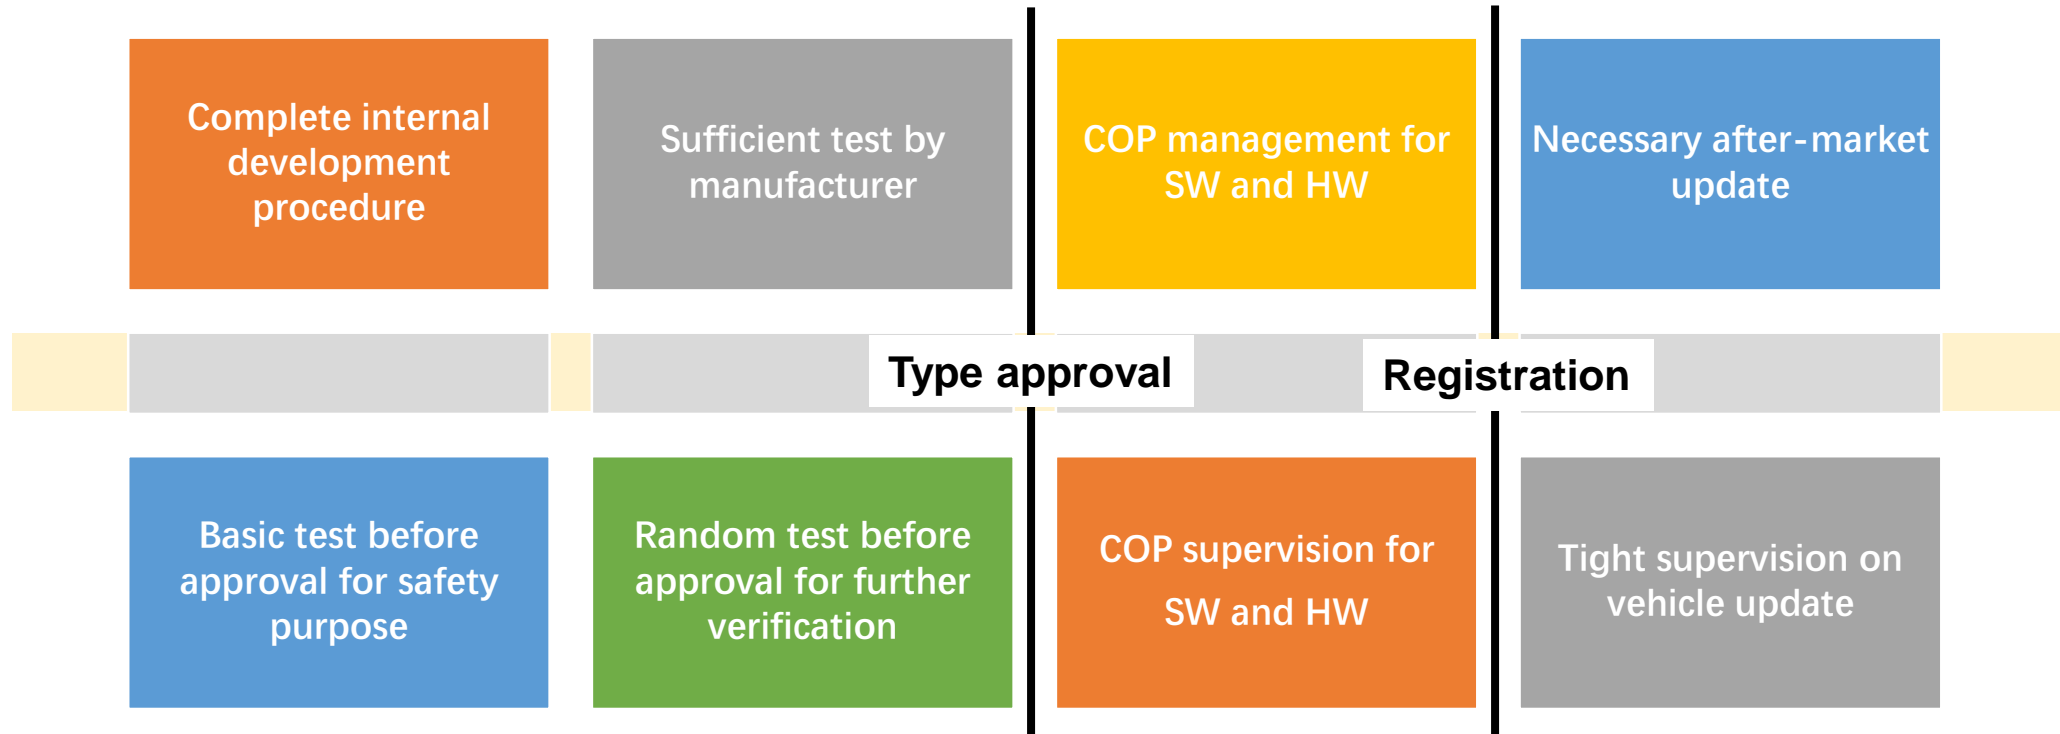 Complete internal
development
procedure
Sufficient test by
manufacturer
COP management for
SW and HW
Necessary after-market
update
Type approval
Registration
Basic test before
approval for safety
purpose
Random test before
approval for further
verification
COP supervision for
SW and HW
Tight supervision on
vehicle update